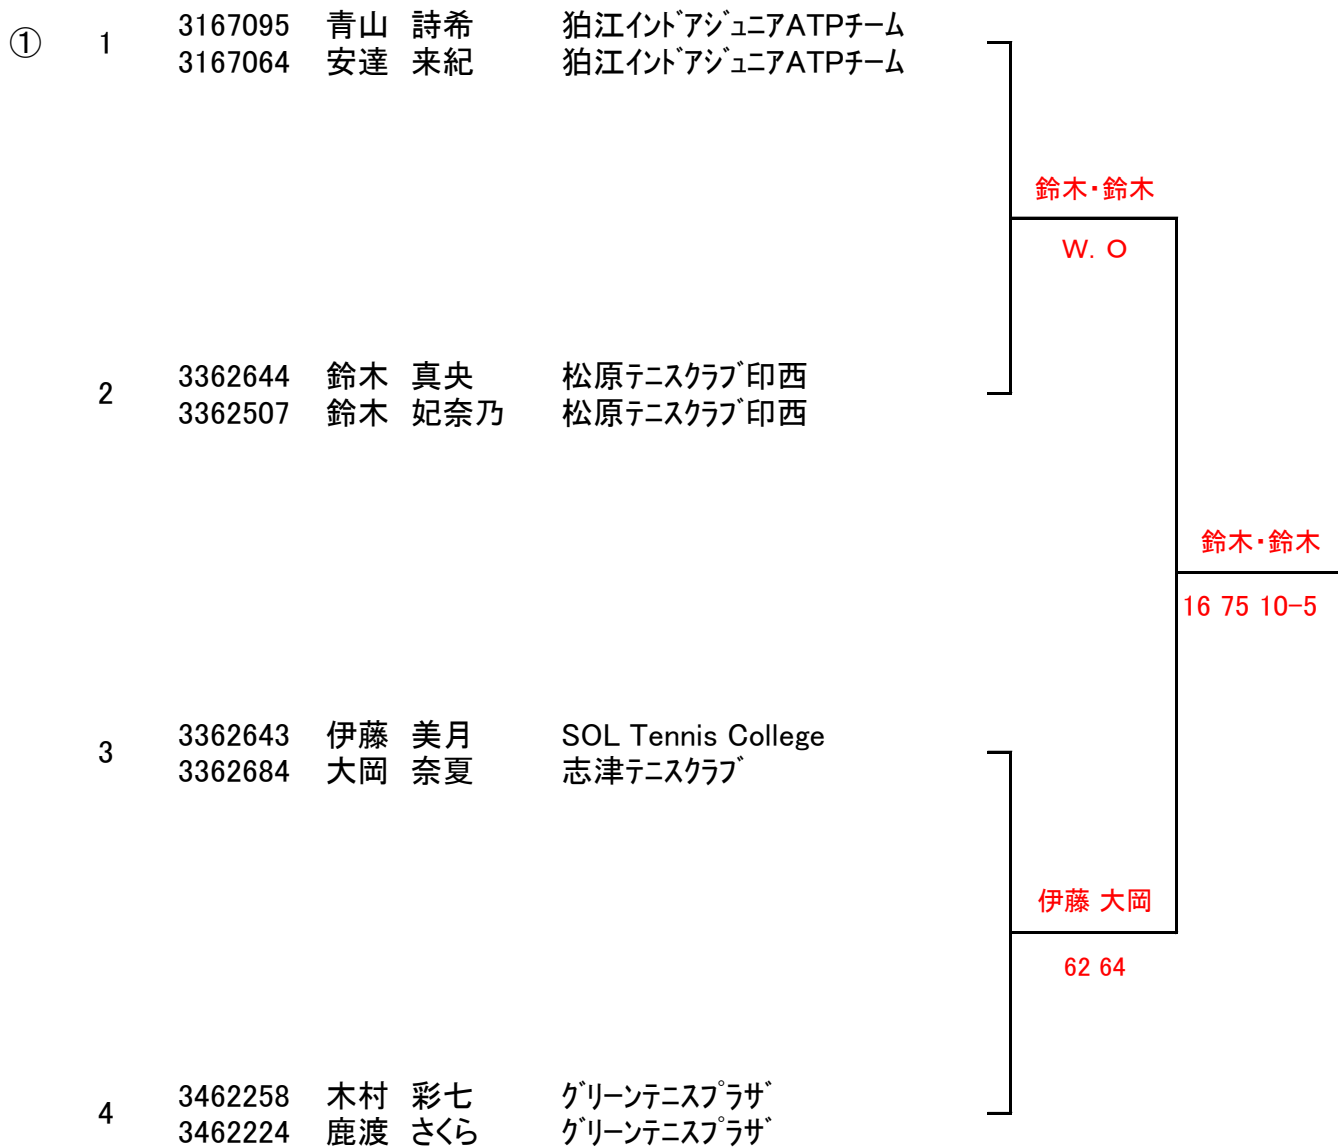 ① 1 3167095 青山 詩希 狛江インドアジュニアATPチーム
3167064 安達 来紀 狛江インドアジュニアATPチーム
鈴木・鈴木
W. O
2 3362644 鈴木 真央 松原テニスクラブ印西
3362507 鈴木 妃奈乃 松原テニスクラブ印西
鈴木・鈴木
16 75 10-5
3 3362643 伊藤 美月 SOL Tennis College
3362684 大岡 奈夏 志津テニスクラブ
伊藤 大岡
62 64
4 3462258 木村 彩七 グリーンテニスプラザ
3462224 鹿渡 さくら グリーンテニスプラザ